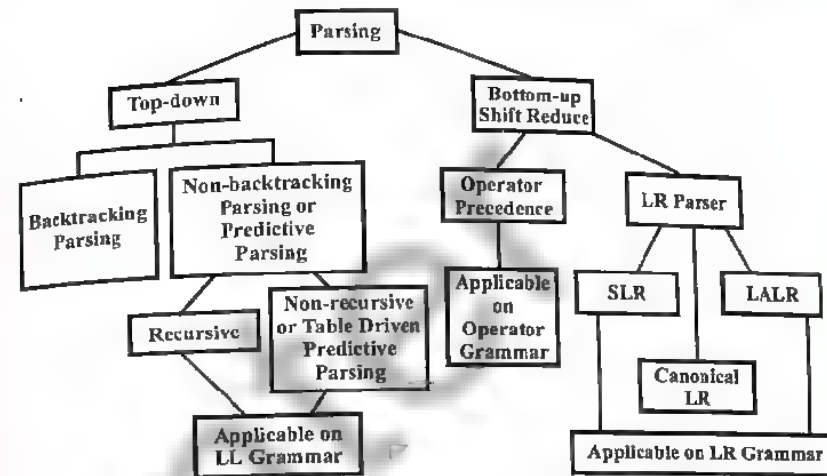 Parsing
Top-down
Bottom-up
Shift Reduce
Backtracking
Parsing
Non-backtracking
Parsing or
Predictive
Parsing
Operator
Precedence
LR Parser
Recursive
Non-recursive
or Table Driven
Predictive
Parsing
Applicable
on
Operator
Grammar
SLR
LALR
Canonical
LR
Applicable on
LL Grammar
Applicable on LR Grammar